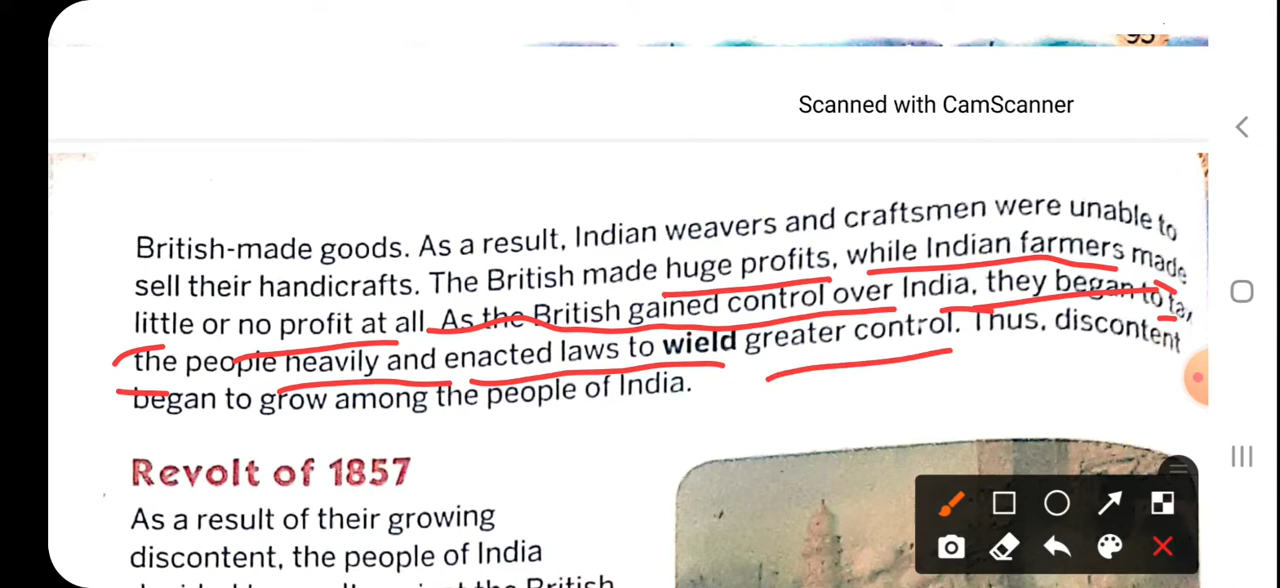 95
Scanned with CamScanner
British-made goods. As a result, Indian weavers and craftsmen were unable to
sell their handicrafts. The British made huge profits, while Indian farmers made
little or no profit at all. As the British gained control over India, they began to tax
the people heavily and enacted laws to wield greater control. Thus, discontent
began to grow among the people of India.
Revolt of 1857
As a result of their growing
discontent, the people of India